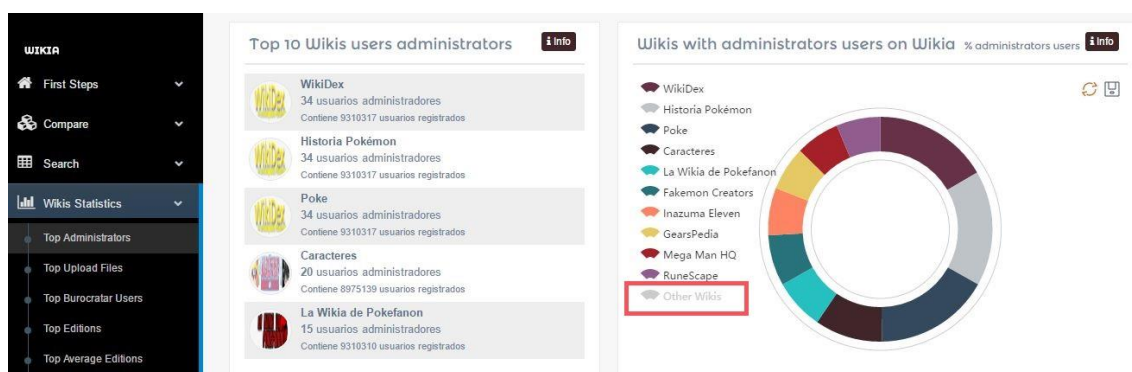 WIKIA
First Steps
Compare
Search
Wikis Statistics
Top Administrators
Top Upload Files
Top Burocratar Users
Top Editions
Top Average Editions
Top 10 Wikis users administrators
i Info
WikiDex
34 usuarios administradores
Contiene 9310317 usuarios registrados
Historia Pokémon
34 usuarios administradores
Contiene 9310317 usuarios registrados
Poke
34 usuarios administradores
Contiene 9310317 usuarios registrados
Caracteres
20 usuarios administradores
Contiene 8975139 usuarios registrados
La Wikia de Pokefanon
15 usuarios administradores
Contiene 9310310 usuarios registrados
Wikis with administrators users on Wikia % administrators users
i Info
WikiDex
Historia Pokémon
Poke
Caracteres
La Wikia de Pokefanon
Fakemon Creators
Inazuma Eleven
GearsPedia
Mega Man HQ
RuneScape
Other Wikis